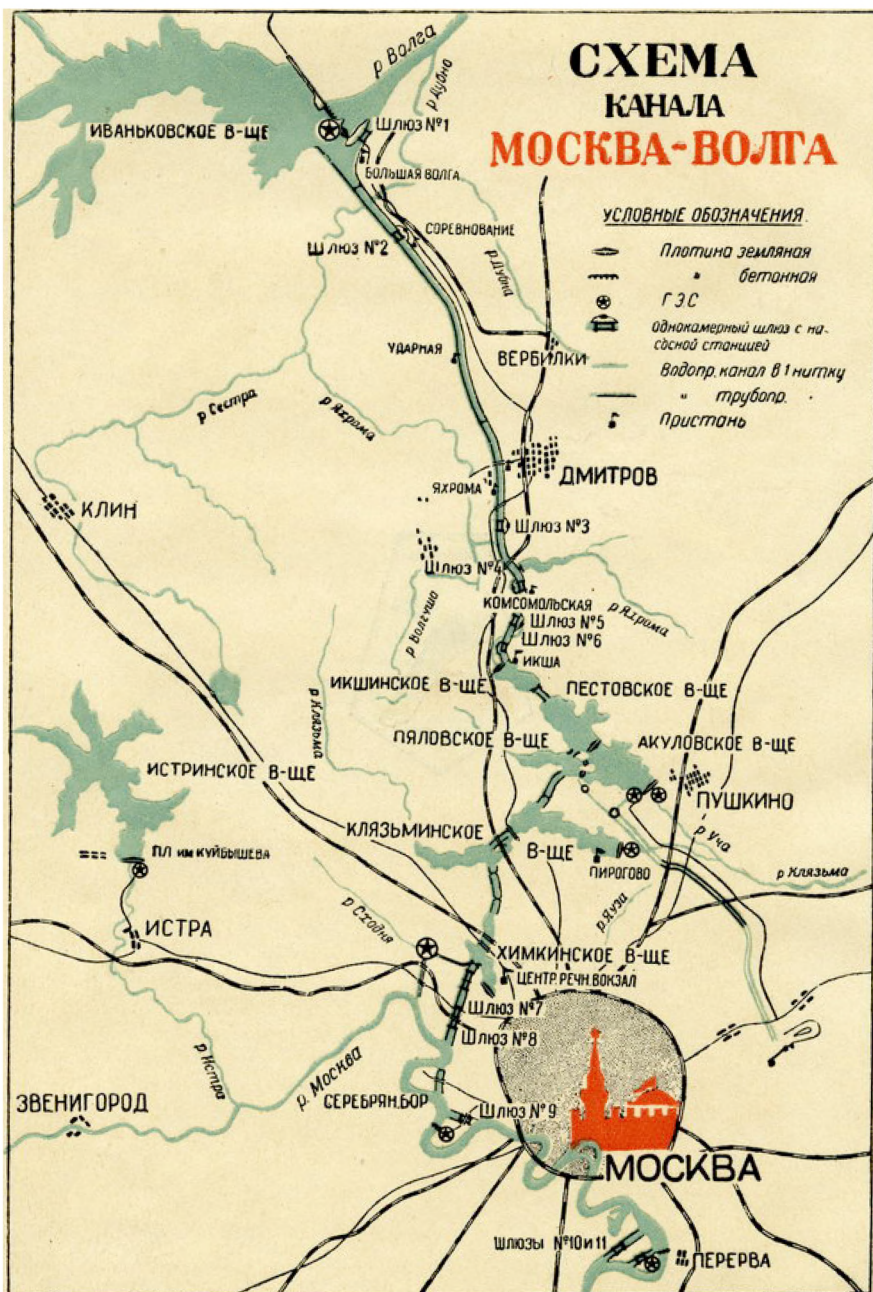 СХЕМА
КАНАЛА
МОСКВА-ВОЛГА
УСЛОВНЫЕ ОБОЗНАЧЕНИЯ.
Плотина земляная
" бетонная
ГЭС
Однокамерный шлюз с на-
сосной станцией
Водопр. канал в 1 нитку
" трубопр. "
Пристань
р Волга
р Дубна
ИВАНЬКОВСКОЕ В-ЩЕ
Шлюз №1
БОЛЬШАЯ ВОЛГА
СОРЕВНОВАНИЕ
Шлюз №2
р Дубна
УДАРНАЯ
ВЕРБИЛКИ
р Сестра
р Яхрома
ДМИТРОВ
ЯХРОМА
КЛИН
Шлюз №3
Шлюз №4
КОМСОМОЛЬСКАЯ
р Яхрома
Шлюз №5
р Волгуша
Шлюз №6
ИКША
ИКШИНСКОЕ В-ЩЕ
ПЕСТОВСКОЕ В-ЩЕ
р Клязьма
ПЯЛОВСКОЕ В-ЩЕ
АКУЛОВСКОЕ В-ЩЕ
ИСТРИНСКОЕ В-ЩЕ
ПУШКИНО
КЛЯЗЬМИНСКОЕ
В-ЩЕ
р Уча
ПЛ им КУЙБЫШЕВА
ПИРОГОВО
р Клязьма
р Яуза
ИСТРА
р Сходня
ХИМКИНСКОЕ В-ЩЕ
ЦЕНТР. РЕЧН. ВОКЗАЛ
Шлюз №7
Шлюз №8
р Истра
р. Москва
ЗВЕНИГОРОД
СЕРЕБРЯН. БОР
Шлюз №9
МОСКВА
ШЛЮЗЫ №10 и 11
ПЕРЕРВА